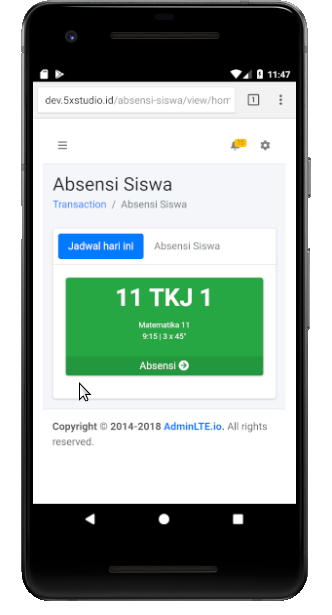 11:47
dev.5xstudio.id/absensi-siswa/view/hom
1
Absensi Siswa
Transaction / Absensi Siswa
Jadwal hari ini
Absensi Siswa
11 TKJ 1
Matematika 11
9:15 | 3 x 45"
Absensi
Copyright © 2014-2018 AdminLTE.io. All rights
reserved.